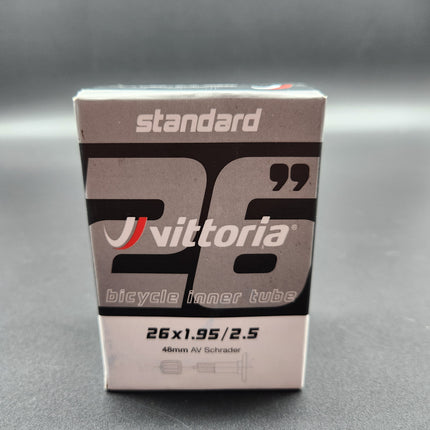 standard
26”
vittoria®
bicycle inner tube
26x1.95/2.5
48mm AV Schrader